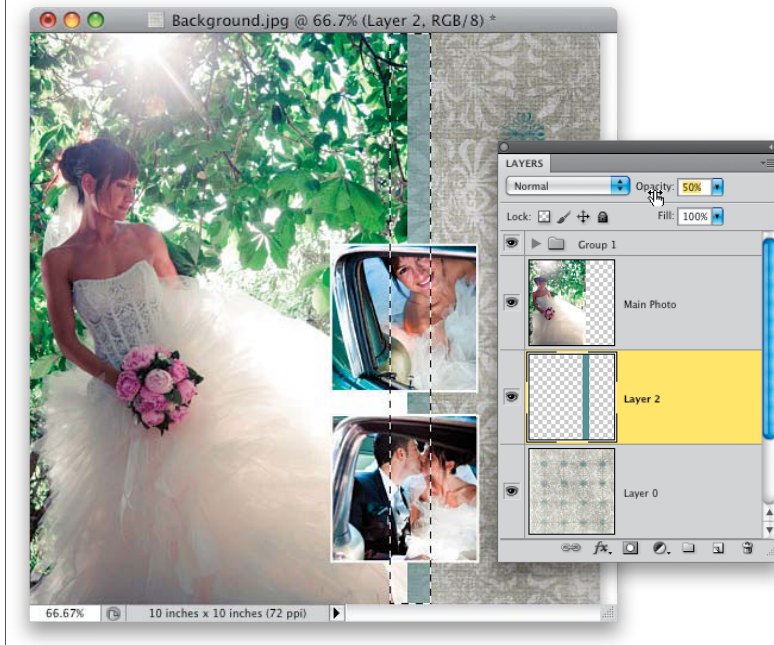 Background.jpg @ 66.7% (Layer 2, RGB/8) *
LAYERS
Normal Opacity: 50%
Lock: Fill: 100%
Group 1
Main Photo
Layer 2
Layer 0
fx.
66.67% 10 inches x 10 inches (72 ppi)